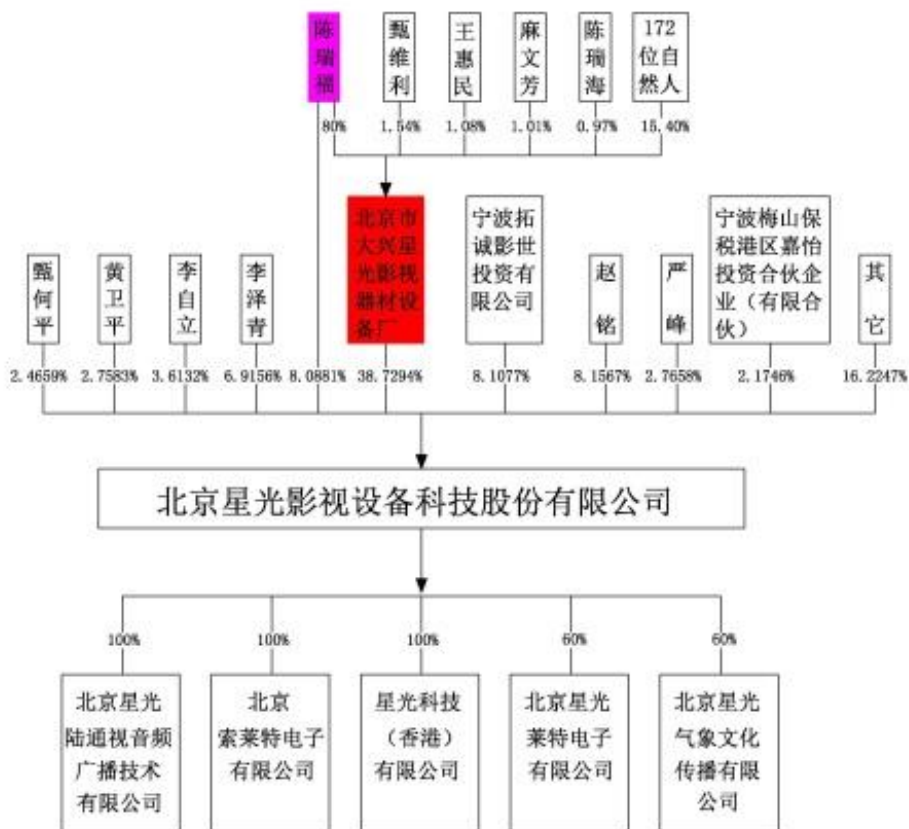 陈瑞福
甄维利
王惠民
麻文芳
陈瑞海
172
位自
然人
80%
1.54%
1.08%
1.01%
0.97%
15.40%
甄何平
黄卫平
李自立
李泽青
北京市
大兴星
光影视
器材设
备厂
宁波拓
诚影世
投资有
限公司
赵铭
严峰
宁波梅山保
税港区嘉怡
投资合伙企
业（有限合
伙）
其它
2.4659%
2.7583%
3.6132%
6.9156%
8.0881%
38.7294%
8.1077%
8.1567%
2.7658%
2.1746%
16.2247%
北京星光影视设备科技股份有限公司
100%
100%
100%
60%
60%
北京星光
陆通视音频
广播技术
有限公司
北京
索莱特电子
有限公司
星光科技
（香港）
有限公司
北京星光
莱特电子
有限公司
北京星光
气象文化
传播有限
公司